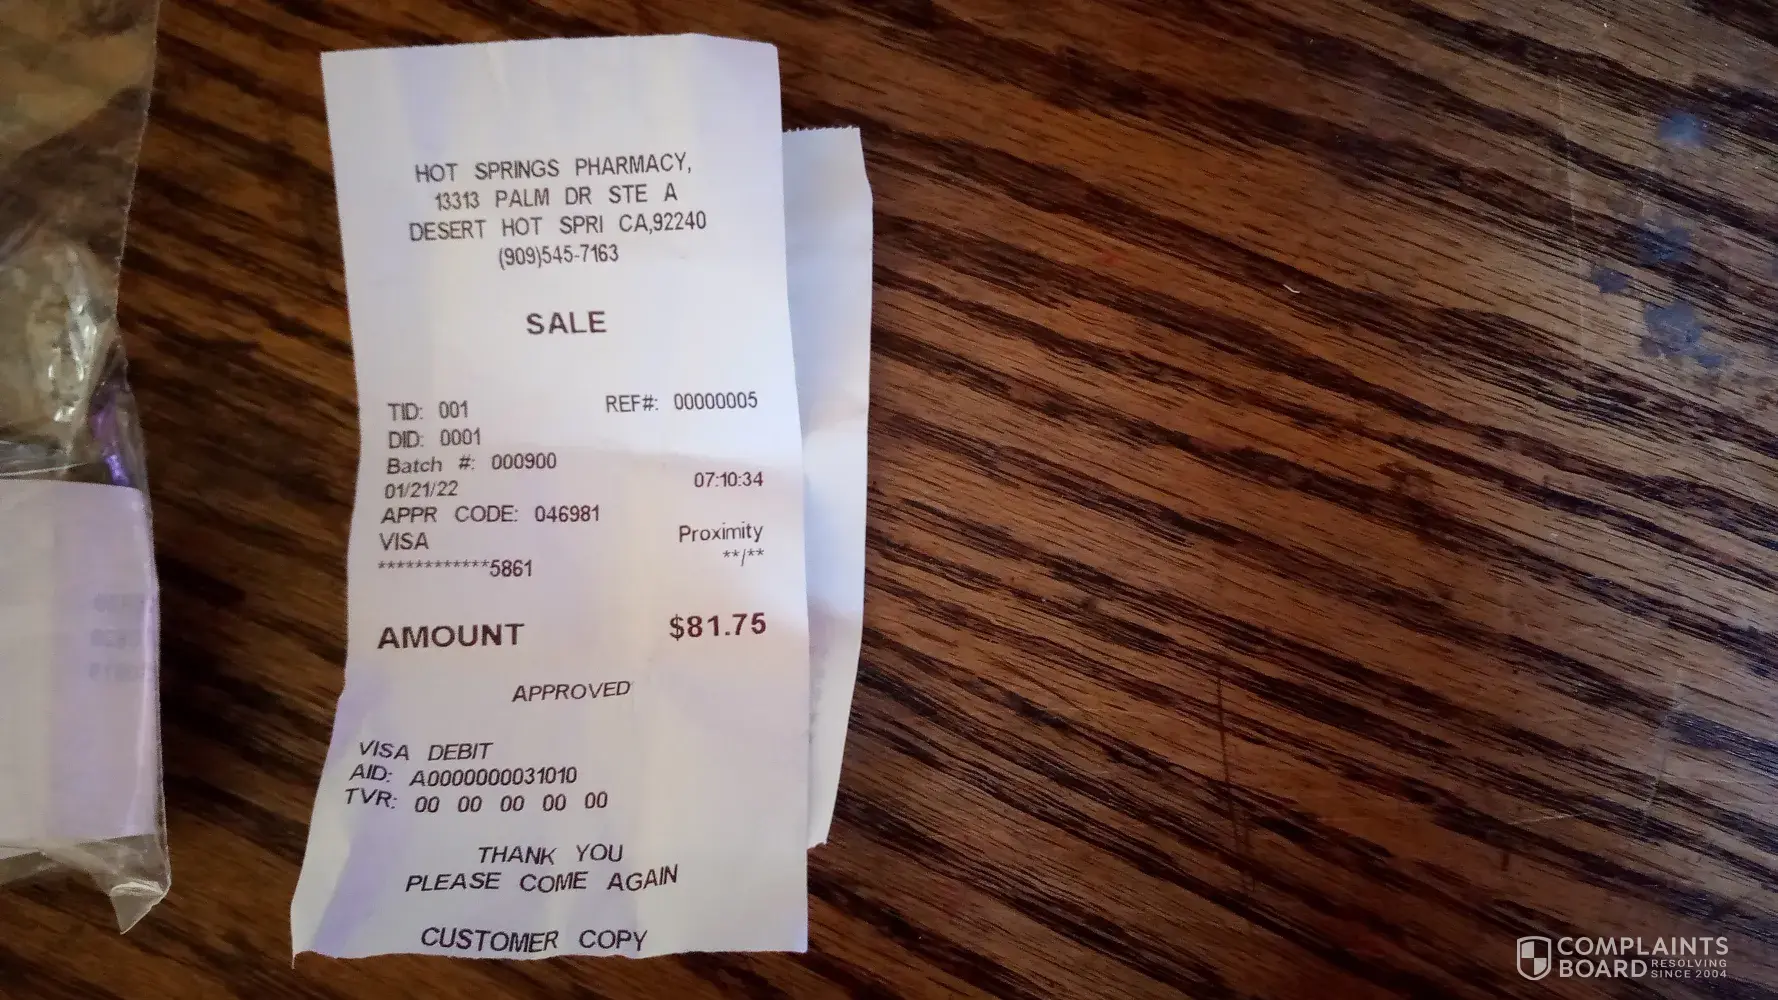 HOT SPRINGS PHARMACY,
13313 PALM DR STE A
DESERT HOT SPRI CA,92240
(909)545-7163
SALE
TID: 001 REF#: 00000005
DID: 0001
Batch #: 000900
01/21/22 07:10:34
APPR CODE: 046981
VISA Proximity
************5861 **/**
AMOUNT $81.75
APPROVED
VISA DEBIT
AID: A0000000031010
TVR: 00 00 00 00 00
THANK YOU
PLEASE COME AGAIN
CUSTOMER COPY
COMPLAINTS
BOARD RESOLVING
SINCE 2004